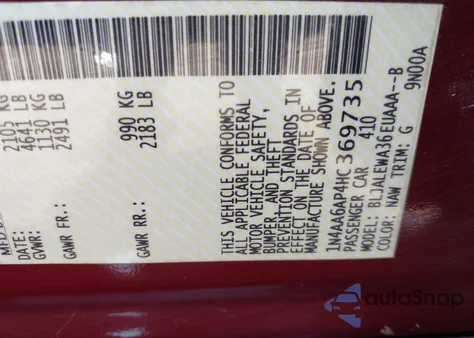 DATE:
GVWR:
GAWR FR:
GAWR RR:
2105 KG
4641 LB
1130 KG
2491 LB
990 KG
2183 LB
THIS VEHICLE CONFORMS TO
ALL APPLICABLE FEDERAL
MOTOR VEHICLE SAFETY,
BUMPER AND THEFT
PREVENTION STANDARDS IN
EFFECT ON THE DATE OF
MANUFACTURE SHOWN ABOVE.
1N4AA6AP4HC369735
PASSENGER CAR 410
MODEL: BLJALEWA36EUAAA--B
COLOR: NAW TRIM: G 9N00A
autoSnap